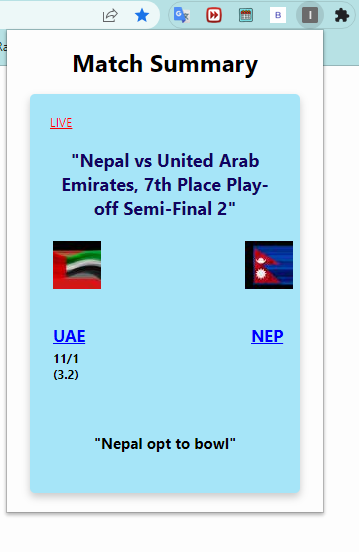 Match Summary
LIVE
"Nepal vs United Arab
Emirates, 7th Place Play-
off Semi-Final 2"
UAE
NEP
11/1
(3.2)
"Nepal opt to bowl"